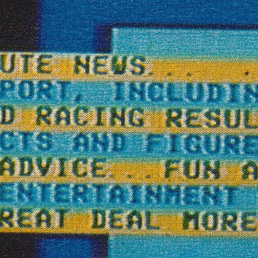 UTE NEWS... .
PORT, INCLUDIN
D RACING RESUL
CTS AND FIGURE
ADVICE...FUN A
ENTERTAINMENT
REAT DEAL MORE